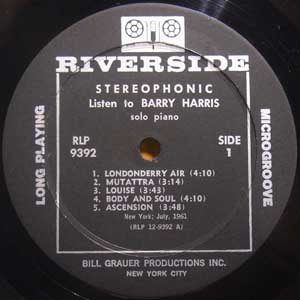 RIVERSIDE
STEREOPHONIC
Listen to BARRY HARRIS
solo piano
RLP
9392
SIDE
1
LONG PLAYING
MICROGROOVE
1. LONDONDERRY AIR (4:10)
2. MUTATTRA (3:14)
3. LOUISE (3:43)
4. BODY AND SOUL (4:10)
5. ASCENSION (3:48)
New York; July, 1961
(RLP 12-9392 A)
BILL GRAUER PRODUCTIONS INC.
NEW YORK CITY